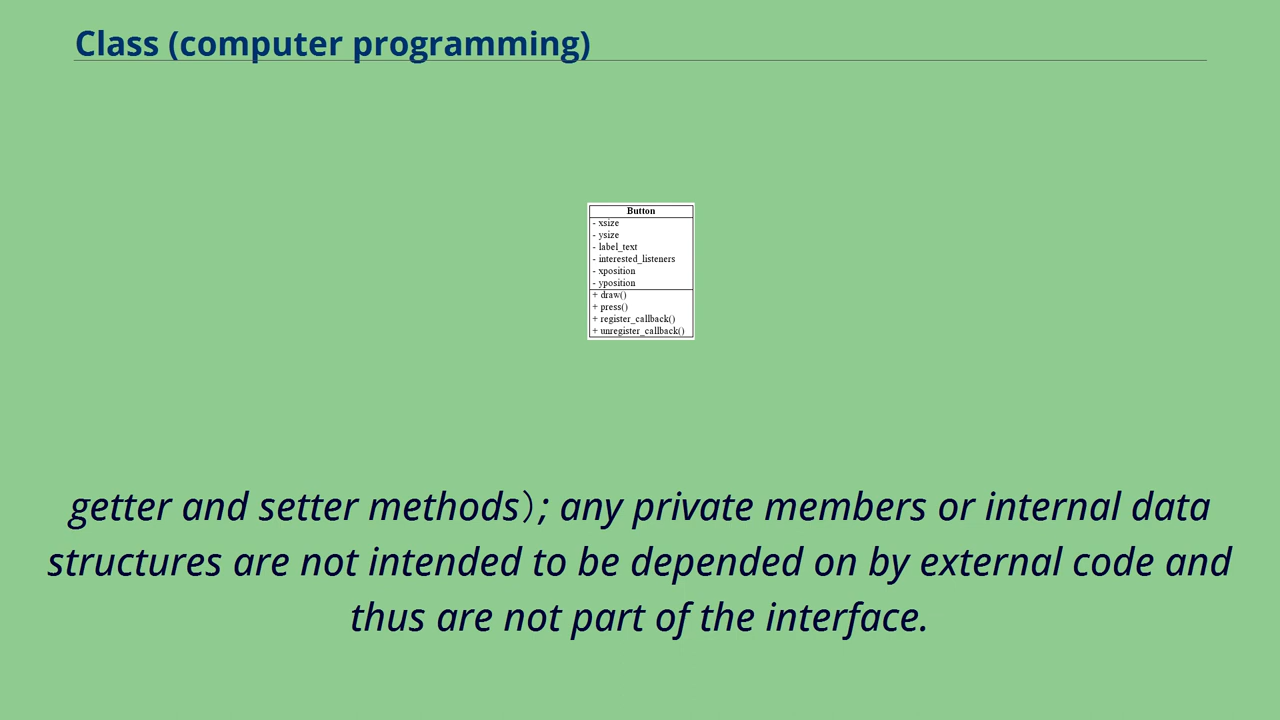 Class (computer programming)
Button
- xsize
- ysize
- label_text
- interested_listeners
- xposition
- yposition
+ draw()
+ press()
+ register_callback()
+ unregister_callback()
getter and setter methods); any private members or internal data
structures are not intended to be depended on by external code and
thus are not part of the interface.